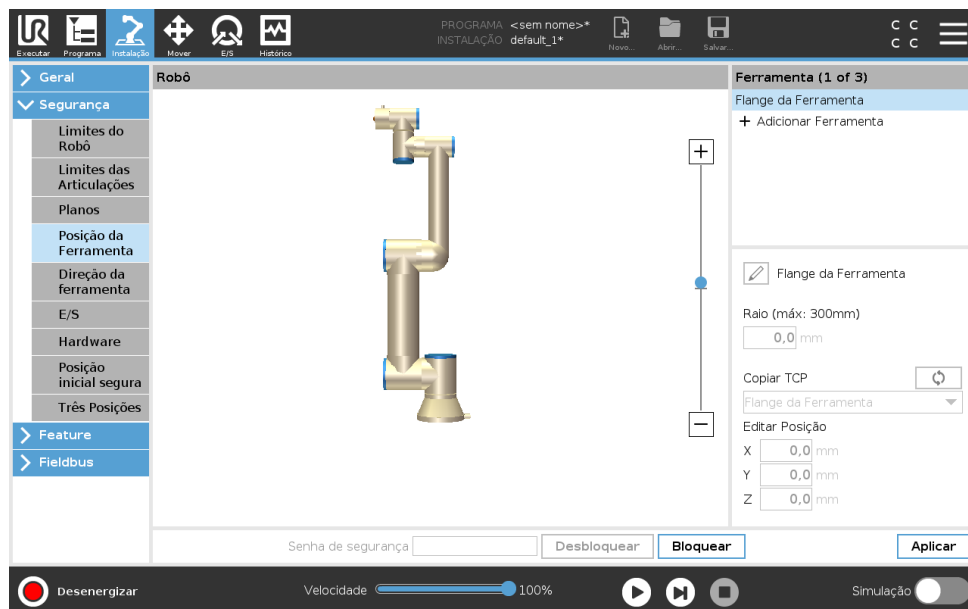 Executar
Programa
Instalação
Mover
E/S
Histórico
PROGRAMA <sem nome>*
INSTALAÇÃO default_1*
Novo...
Abrir...
Salvar...
C C
C C
Geral
Segurança
Limites do
Robô
Limites das
Articulações
Planos
Posição da
Ferramenta
Direção da
ferramenta
E/S
Hardware
Posição
inicial segura
Três Posições
Feature
Fieldbus
Robô
Ferramenta (1 of 3)
Flange da Ferramenta
+ Adicionar Ferramenta
Flange da Ferramenta
Raio (máx: 300mm)
0,0 mm
Copiar TCP
Flange da Ferramenta
Editar Posição
X 0,0 mm
Y 0,0 mm
Z 0,0 mm
Senha de segurança
Desbloquear
Bloquear
Aplicar
Desenergizar
Velocidade
100%
Simulação